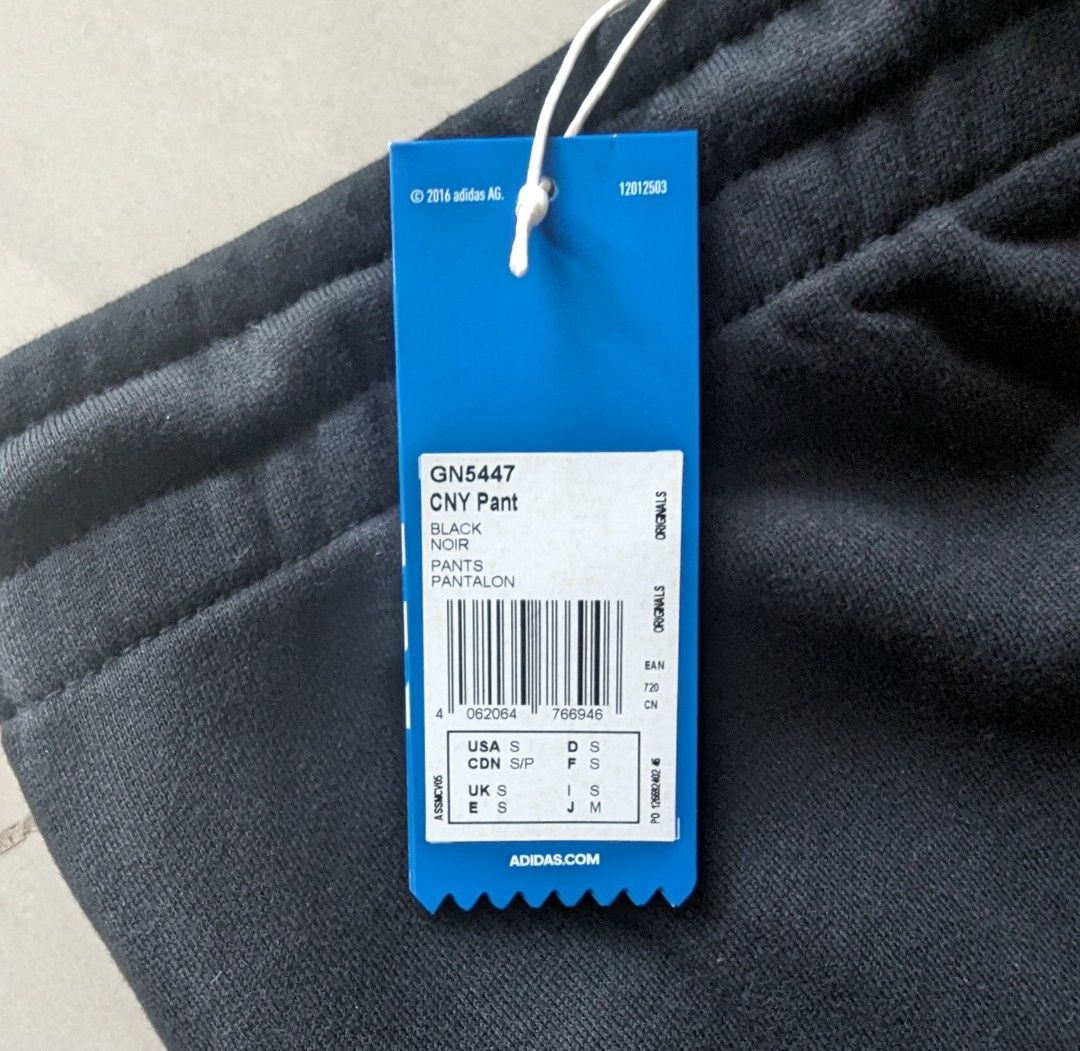 © 2016 adidas AG.
12012503
GN5447
CNY Pant
BLACK
NOIR
PANTS
PANTALON
ORIGINALS
ORIGINALS
EAN
720
CN
4 062064 766946
USA S D S
CDN S/P F S
UK S I S
E S J M
ADIDAS.COM